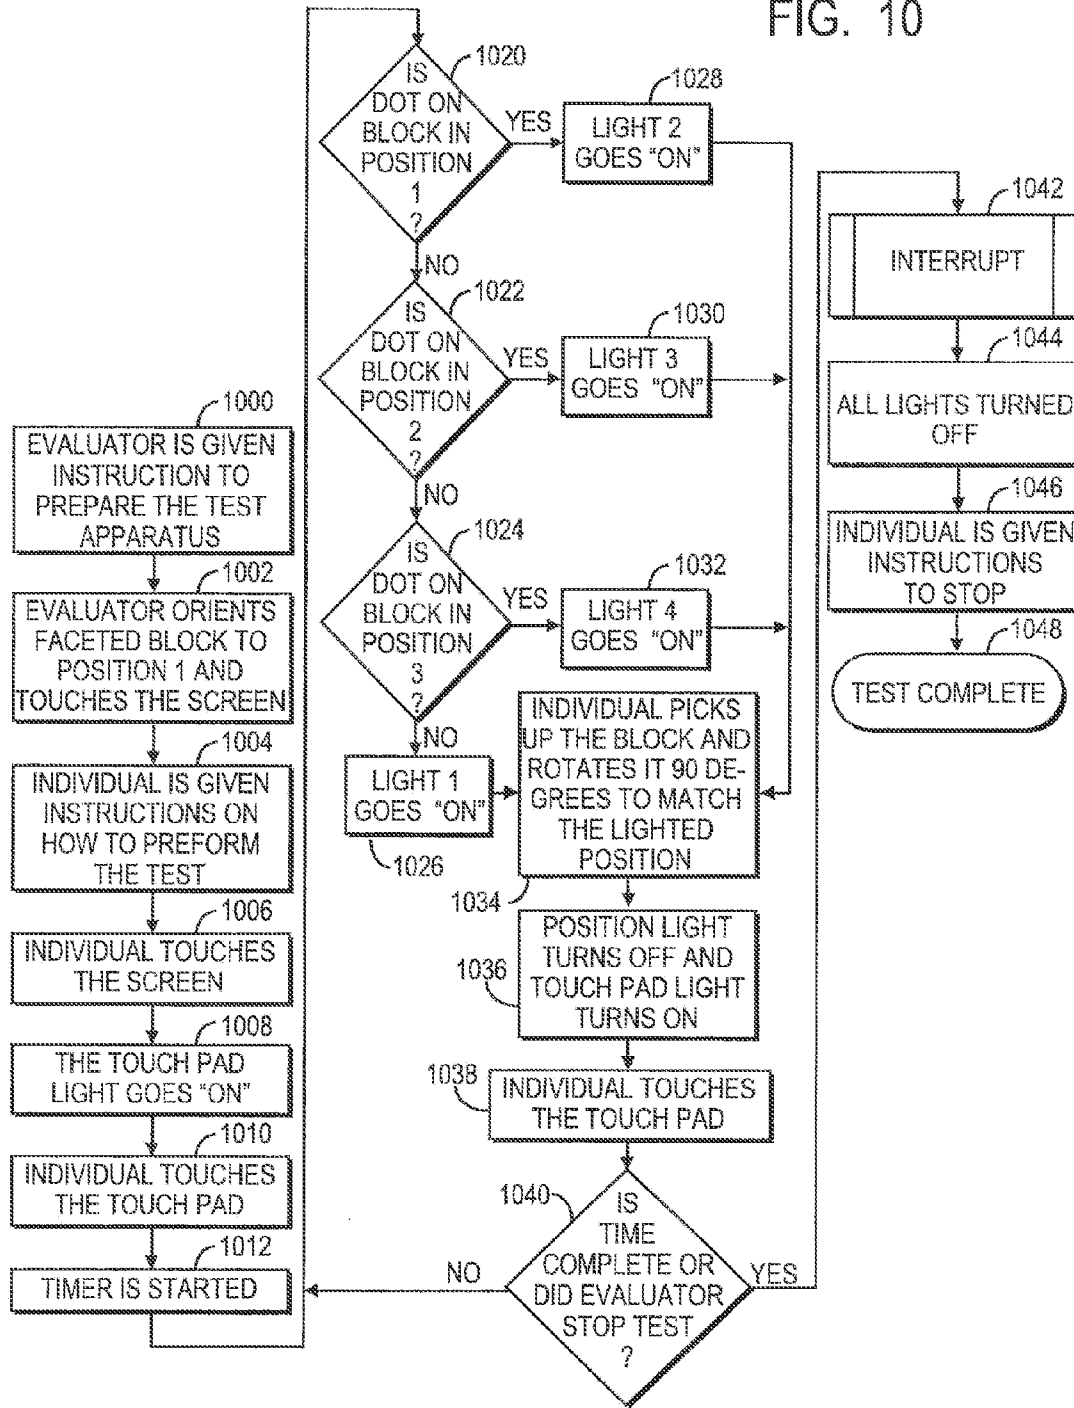 FIG. 10
1000
EVALUATOR IS GIVEN
INSTRUCTION TO
PREPARE THE TEST
APPARATUS
1002
EVALUATOR ORIENTS
FACETED BLOCK TO
POSITION 1 AND
TOUCHES THE SCREEN
1004
INDIVIDUAL IS GIVEN
INSTRUCTIONS ON
HOW TO PREFORM
THE TEST
1006
INDIVIDUAL TOUCHES
THE SCREEN
1008
THE TOUCH PAD
LIGHT GOES "ON"
1010
INDIVIDUAL TOUCHES
THE TOUCH PAD
1012
TIMER IS STARTED
1020
IS
DOT ON
BLOCK IN
POSITION
1
?
YES
1028
LIGHT 2
GOES "ON"
NO
1022
IS
DOT ON
BLOCK IN
POSITION
2
?
YES
1030
LIGHT 3
GOES "ON"
NO
1024
IS
DOT ON
BLOCK IN
POSITION
3
?
YES
1032
LIGHT 4
GOES "ON"
NO
LIGHT 1
GOES "ON"
1026
INDIVIDUAL PICKS
UP THE BLOCK AND
ROTATES IT 90 DE-
GREES TO MATCH
THE LIGHTED
POSITION
1034
POSITION LIGHT
TURNS OFF AND
TOUCH PAD LIGHT
TURNS ON
1036
1038
INDIVIDUAL TOUCHES
THE TOUCH PAD
1040
IS
TIME
COMPLETE OR
DID EVALUATOR
STOP TEST
?
NO
YES
1042
INTERRUPT
1044
ALL LIGHTS TURNED
OFF
1046
INDIVIDUAL IS GIVEN
INSTRUCTIONS
TO STOP
1048
TEST COMPLETE